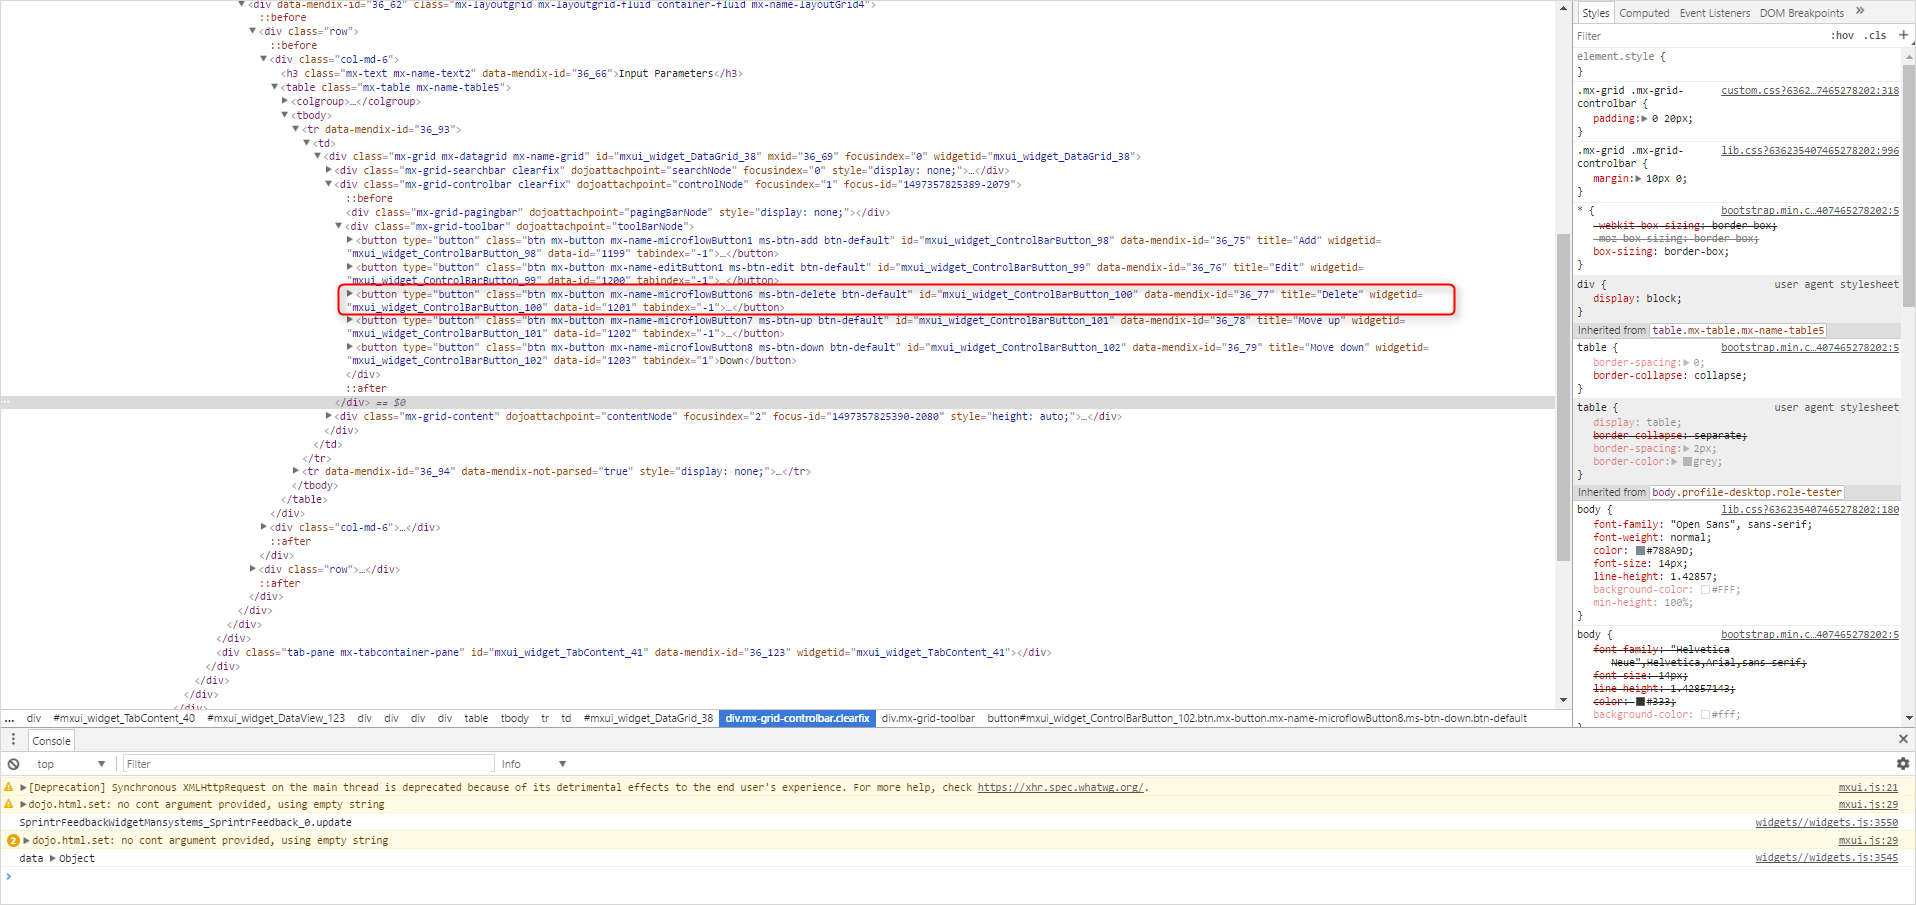 ▼<div data-mendix-id="36_62" class="mx-layoutgrid mx-layoutgrid-fluid container-fluid mx-name-layoutGrid4">
::before
▼<div class="row">
::before
▼<div class="col-md-6">
<h3 class="mx-text mx-name-text2" data-mendix-id="36_66">Input Parameters</h3>
▼<table class="mx-table mx-name-table5">
▶<colgroup>…</colgroup>
▼<tbody>
▼<tr data-mendix-id="36_93">
▼<td>
▼<div class="mx-grid mx-datagrid mx-name-grid" id="mxui_widget_DataGrid_38" mxid="36_69" focusindex="0" widgetid="mxui_widget_DataGrid_38">
▶<div class="mx-grid-searchbar clearfix" dojoattachpoint="searchNode" focusindex="0" style="display: none;">…</div>
▼<div class="mx-grid-controlbar clearfix" dojoattachpoint="controlNode" focusindex="1" focus-id="1497357825389-2079">
::before
<div class="mx-grid-pagingbar" dojoattachpoint="pagingBarNode" style="display: none;"></div>
▼<div class="mx-grid-toolbar" dojoattachpoint="toolBarNode">
▶<button type="button" class="btn mx-button mx-name-microflowButton1 ms-btn-add btn-default" id="mxui_widget_ControlBarButton_98" data-mendix-id="36_75" title="Add" widgetid=
"mxui_widget_ControlBarButton_98" data-id="1199" tabindex="-1">…</button>
▶<button type="button" class="btn mx-button mx-name-editButton1 ms-btn-edit btn-default" id="mxui_widget_ControlBarButton_99" data-mendix-id="36_76" title="Edit" widgetid=
"mxui_widget_ControlBarButton_99" data-id="1200" tabindex="-1">…</button>
▶<button type="button" class="btn mx-button mx-name-microflowButton6 ms-btn-delete btn-default" id="mxui_widget_ControlBarButton_100" data-mendix-id="36_77" title="Delete" widgetid=
"mxui_widget_ControlBarButton_100" data-id="1201" tabindex="-1">…</button>
▶<button type="button" class="btn mx-button mx-name-microflowButton7 ms-btn-up btn-default" id="mxui_widget_ControlBarButton_101" data-mendix-id="36_78" title="Move up" widgetid=
"mxui_widget_ControlBarButton_101" data-id="1202" tabindex="-1">…</button>
▶<button type="button" class="btn mx-button mx-name-microflowButton8 ms-btn-down btn-default" id="mxui_widget_ControlBarButton_102" data-mendix-id="36_79" title="Move down" widgetid=
"mxui_widget_ControlBarButton_102" data-id="1203" tabindex="1">Down</button>
</div>
::after
… </div> == $0
▶<div class="mx-grid-content" dojoattachpoint="contentNode" focusindex="2" focus-id="1497357825390-2080" style="height: auto;">…</div>
</div>
</td>
</tr>
▶<tr data-mendix-id="36_94" data-mendix-not-parsed="true" style="display: none;">…</tr>
</tbody>
</table>
</div>
▶<div class="col-md-6">…</div>
::after
</div>
▶<div class="row">…</div>
::after
</div>
</div>
</div>
</div>
<div class="tab-pane mx-tabcontainer-pane" id="mxui_widget_TabContent_41" data-mendix-id="36_123" widgetid="mxui_widget_TabContent_41"></div>
</div>
</div>
</div>
</div>
... div #mxui_widget_TabContent_40 #mxui_widget_DataView_123 div div div table tbody tr td #mxui_widget_DataGrid_38 div.mx-grid-controlbar.clearfix div.mx-grid-toolbar button#mxui_widget_ControlBarButton_102.btn.mx-button.mx-name-microflowButton8.ms-btn-down.btn-default
Styles Computed Event Listeners DOM Breakpoints »
Filter :hov .cls +
element.style {
}
.mx-grid .mx-grid- custom.css?6362…7465278202:318
controlbar {
padding:▶ 0 20px;
}
.mx-grid .mx-grid- lib.css?636235407465278202:996
controlbar {
margin:▶ 10px 0;
}
* { bootstrap.min.c…407465278202:5
-webkit-box-sizing: border-box;
-moz-box-sizing: border-box;
box-sizing: border-box;
}
div { user agent stylesheet
display: block;
}
Inherited from table.mx-table.mx-name-table5
table { bootstrap.min.c…407465278202:5
border-spacing:▶ 0;
border-collapse: collapse;
}
table { user agent stylesheet
display: table;
border-collapse: separate;
border-spacing:▶ 2px;
border-color:▶ grey;
}
Inherited from body.profile-desktop.role-tester
body { lib.css?636235407465278202:180
font-family: "Open Sans", sans-serif;
font-weight: normal;
color: #788A9D;
font-size: 14px;
line-height: 1.42857;
background-color: #FFF;
min-height: 100%;
}
body { bootstrap.min.c…407465278202:5
font-family: "Helvetica
Neue",Helvetica,Arial,sans-serif;
font-size: 14px;
line-height: 1.42857143;
color: #333;
background-color: #fff;
}
Console
top ▼ Filter Info ▼
▶[Deprecation] Synchronous XMLHttpRequest on the main thread is deprecated because of its detrimental effects to the end user's experience. For more help, check https://xhr.spec.whatwg.org/. mxui.js:21
▶dojo.html.set: no cont argument provided, using empty string mxui.js:29
SprintrFeedbackWidgetMansystems_SprintrFeedback_0.update widgets//widgets.js:3550
2 ▶dojo.html.set: no cont argument provided, using empty string mxui.js:29
data ▶Object widgets//widgets.js:3545
>